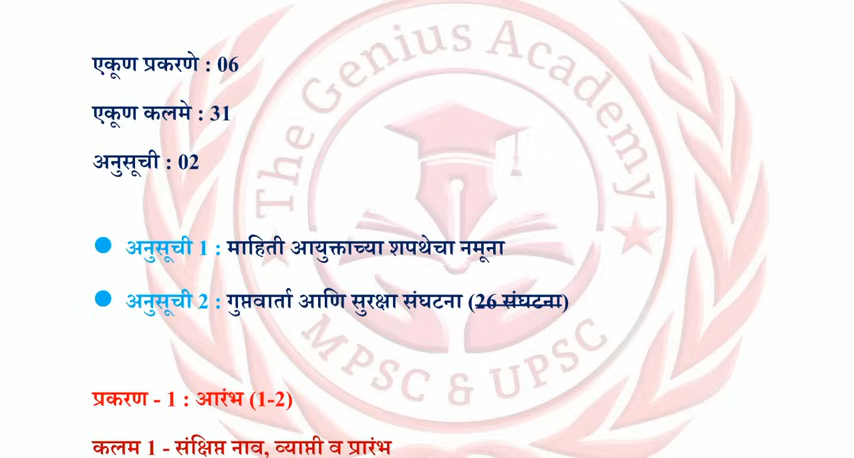 The Genius Academy
MPSC & UPSC
एकूण प्रकरणे : 06
एकूण कलमे : 31
अनुसूची : 02
अनुसूची 1 : माहिती आयुक्ताच्या शपथेचा नमूना
अनुसूची 2 : गुप्तवार्ता आणि सुरक्षा संघटना (26 संघटना)
प्रकरण - 1 : आरंभ (1-2)
कलम 1 - संक्षिप्त नाव, व्याप्ती व प्रारंभ